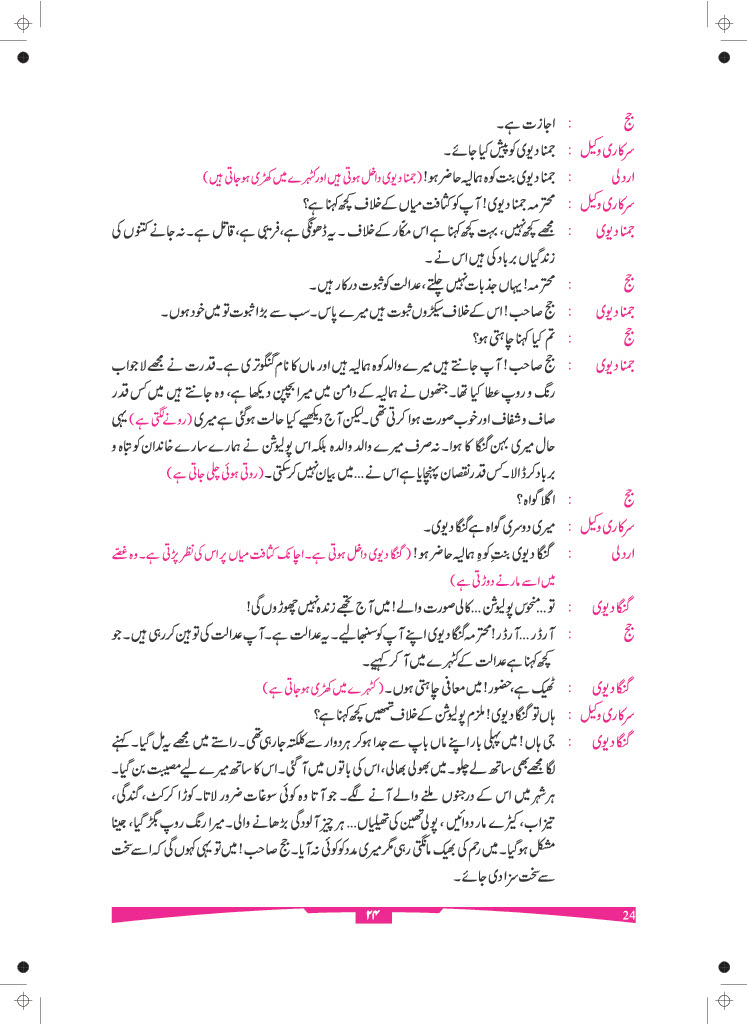 جج : اجازت ہے۔
سرکاری وکیل : جمنا دیوی کو پیش کیا جائے۔
اردلی : جمنا دیوی بنت کوہ ہمالیہ حاضر ہو! (جمنا دیوی داخل ہوتی ہیں اور کٹہرے میں کھڑی ہوجاتی ہیں)
سرکاری وکیل : محترمہ جمنا دیوی! آپ کو کثافت میاں کے خلاف کچھ کہنا ہے؟
جمنا دیوی : مجھے کچھ نہیں، بہت کچھ کہنا ہے اس مکّار کے خلاف ۔ یہ ڈھونگی ہے، فریبی ہے، قاتل ہے۔ نہ جانے کتنوں کی
زندگیاں برباد کی ہیں اس نے ۔
جج : محترمہ! یہاں جذبات نہیں چلتے، عدالت کو ثبوت درکار ہیں۔
جمنا دیوی : جج صاحب! اس کے خلاف سیکڑوں ثبوت ہیں میرے پاس۔ سب سے بڑا ثبوت تو میں خود ہوں۔
جج : تم کیا کہنا چاہتی ہو؟
جمنا دیوی : جج صاحب! آپ جانتے ہیں میرے والد کوہ ہمالیہ ہیں اور ماں کا نام گنگوتری ہے۔ قدرت نے مجھے لاجواب
رنگ و روپ عطا کیا تھا۔ جنھوں نے ہمالیہ کے دامن میں میرا بچپن دیکھا ہے، وہ جانتے ہیں میں کس قدر
صاف و شفاف اور خوب صورت ہوا کرتی تھی۔ لیکن آج دیکھیے کیا حالت ہوگئی ہے میری (رونے لگتی ہے) یہی
حال میری بہن گنگا کا ہوا۔ نہ صرف میرے والد والدہ بلکہ اس پولیوشن نے ہمارے سارے خاندان کو تباہ و
برباد کرڈالا۔ کس قدر نقصان پہنچایا ہے اس نے ... میں بیان نہیں کرسکتی۔ (روتی ہوئی چلی جاتی ہے)
جج : اگلا گواہ؟
سرکاری وکیل : میری دوسری گواہ ہے گنگا دیوی۔
اردلی : گنگا دیوی بنتِ کوہِ ہمالیہ حاضر ہو! (گنگا دیوی داخل ہوتی ہے۔ اچانک کثافت میاں پر اس کی نظر پڑتی ہے۔ وہ غصّے
میں اسے مارنے دوڑتی ہے)
گنگا دیوی : تو ... منحوس پولیوشن ... کالی صورت والے! میں آج تجھے زندہ نہیں چھوڑوں گی!
جج : آرڈر ... آرڈر! محترمہ گنگا دیوی اپنے آپ کو سنبھالیے۔ یہ عدالت ہے۔ آپ عدالت کی توہین کررہی ہیں۔ جو
کچھ کہنا ہے عدالت کے کٹہرے میں آ کر کہیے۔
گنگا دیوی : ٹھیک ہے، حضور! میں معافی چاہتی ہوں۔ (کٹہرے میں کھڑی ہوجاتی ہے)
سرکاری وکیل : ہاں تو گنگا دیوی! ملزم پولیوشن کے خلاف تمھیں کچھ کہنا ہے؟
گنگا دیوی : جی ہاں! میں پہلی بار اپنے ماں باپ سے جدا ہوکر ہردوار سے کلکتہ جارہی تھی۔ راستے میں مجھے یہ مل گیا۔ کہنے
لگا مجھے بھی ساتھ لے چلو۔ میں بھولی بھالی، اس کی باتوں میں آ گئی۔ اس کا ساتھ میرے لیے مصیبت بن گیا۔
ہر شہر میں اس کے درجنوں ملنے والے آنے لگے۔ جو آتا وہ کوئی سوغات ضرور لاتا۔ کوڑا کرکٹ، گندگی،
تیزاب، کیڑے مار دوائیں، پولی تھین کی تھیلیاں... ہر چیز آلودگی بڑھانے والی۔ میرا رنگ روپ بگڑ گیا، جینا
مشکل ہوگیا۔ میں رحم کی بھیک مانگتی رہی مگر میری مدد کو کوئی نہ آیا۔ جج صاحب! میں تو یہی کہوں گی کہ اسے سخت
سے سخت سزا دی جائے۔
۲۴
24